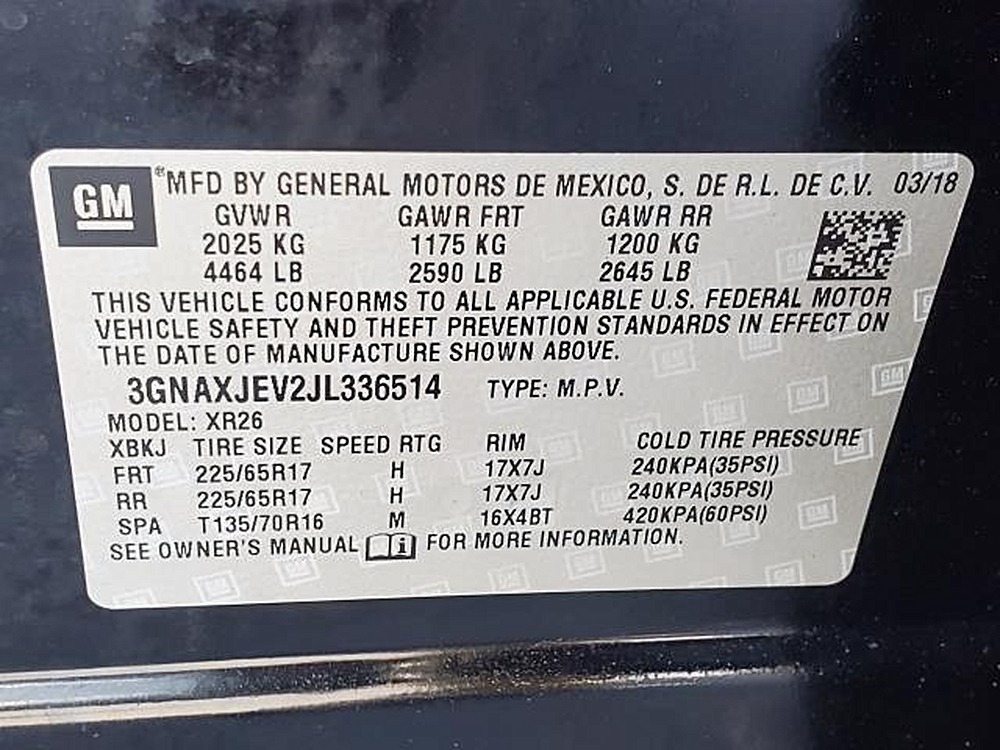 GM ®MFD BY GENERAL MOTORS DE MEXICO, S. DE R.L. DE C.V. 03/18
GVWR GAWR FRT GAWR RR
2025 KG 1175 KG 1200 KG
4464 LB 2590 LB 2645 LB
THIS VEHICLE CONFORMS TO ALL APPLICABLE U.S. FEDERAL MOTOR
VEHICLE SAFETY AND THEFT PREVENTION STANDARDS IN EFFECT ON
THE DATE OF MANUFACTURE SHOWN ABOVE.
3GNAXJEV2JL336514 TYPE: M.P.V.
MODEL: XR26
XBKJ TIRE SIZE SPEED RTG RIM COLD TIRE PRESSURE
FRT 225/65R17 H 17X7J 240KPA(35PSI)
RR 225/65R17 H 17X7J 240KPA(35PSI)
SPA T135/70R16 M 16X4BT 420KPA(60PSI)
SEE OWNER'S MANUAL FOR MORE INFORMATION.